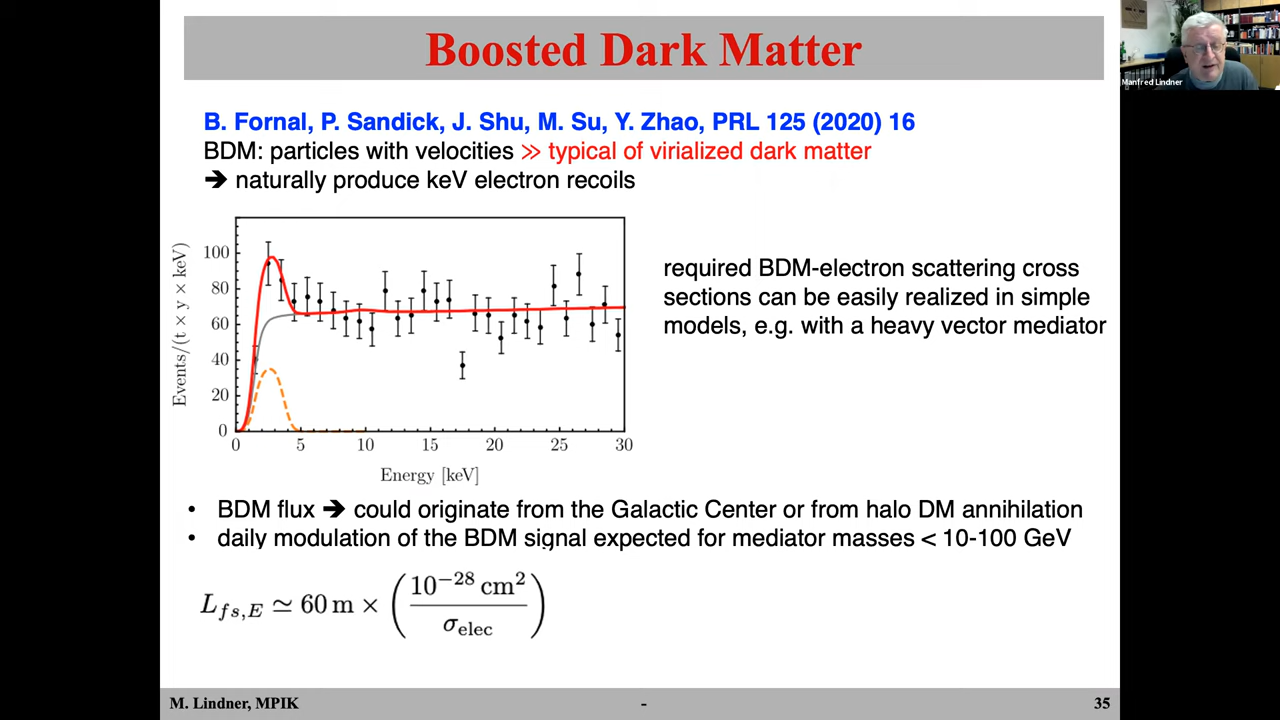 Boosted Dark Matter
Manfred Lindner
B. Fornal, P. Sandick, J. Shu, M. Su, Y. Zhao, PRL 125 (2020) 16
BDM: particles with velocities ≫ typical of virialized dark matter
➔ naturally produce keV electron recoils
Events/(t × y × keV)
100
80
60
40
20
0
0 5 10 15 20 25 30
Energy [keV]
required BDM-electron scattering cross
sections can be easily realized in simple
models, e.g. with a heavy vector mediator
• BDM flux ➔ could originate from the Galactic Center or from halo DM annihilation
• daily modulation of the BDM signal expected for mediator masses < 10-100 GeV
L_{fs,E} ≃ 60 m × (10^{−28} cm² / σ_{elec})
M. Lindner, MPIK - 35